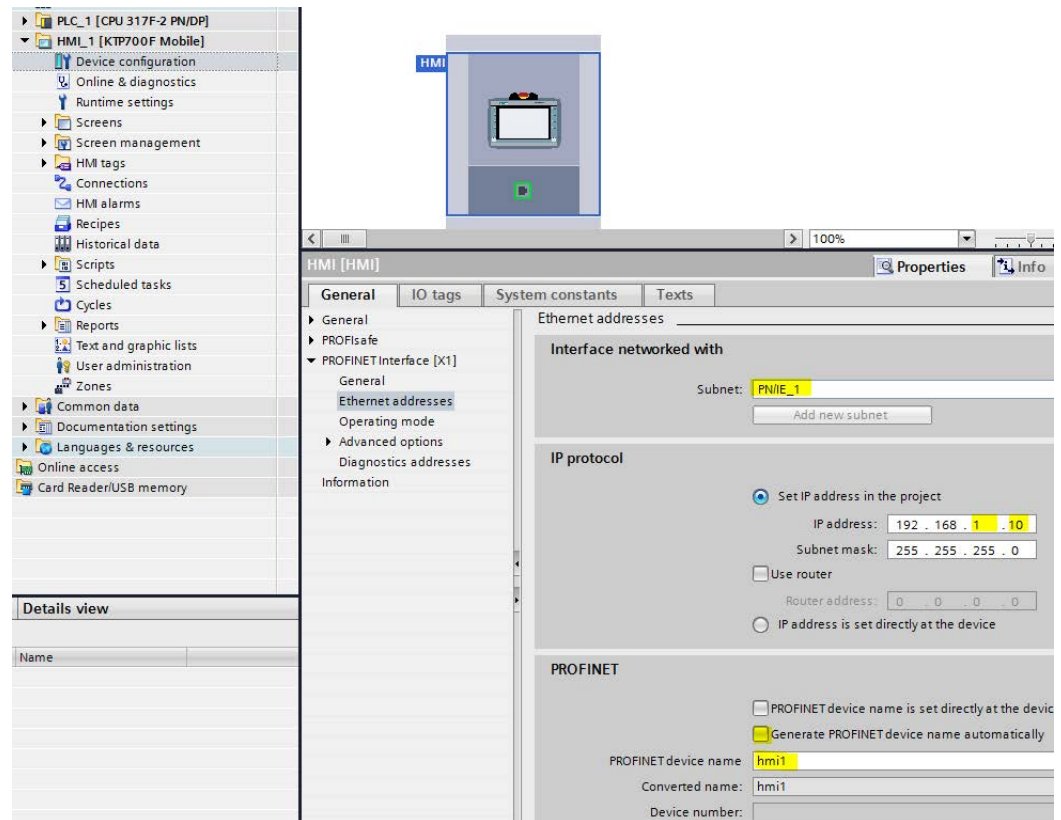 PLC_1 [CPU 317F-2 PN/DP]
HMI_1 [KTP700F Mobile]
Device configuration
Online & diagnostics
Runtime settings
Screens
Screen management
HMI tags
Connections
HMI alarms
Recipes
Historical data
Scripts
Scheduled tasks
Cycles
Reports
Text and graphic lists
User administration
Zones
Common data
Documentation settings
Languages & resources
Online access
Card Reader/USB memory
Details view
Name
HMI
100%
HMI [HMI]
Properties
Info
General
IO tags
System constants
Texts
General
PROFIsafe
PROFINET Interface [X1]
General
Ethernet addresses
Operating mode
Advanced options
Diagnostics addresses
Information
Ethernet addresses
Interface networked with
Subnet: PN/IE_1
Add new subnet
IP protocol
Set IP address in the project
IP address: 192 . 168 . 1 . 10
Subnet mask: 255 . 255 . 255 . 0
Use router
Router address: 0 . 0 . 0 . 0
IP address is set directly at the device
PROFINET
PROFINET device name is set directly at the devic
Generate PROFINET device name automatically
PROFINET device name hmi1
Converted name: hmi1
Device number: